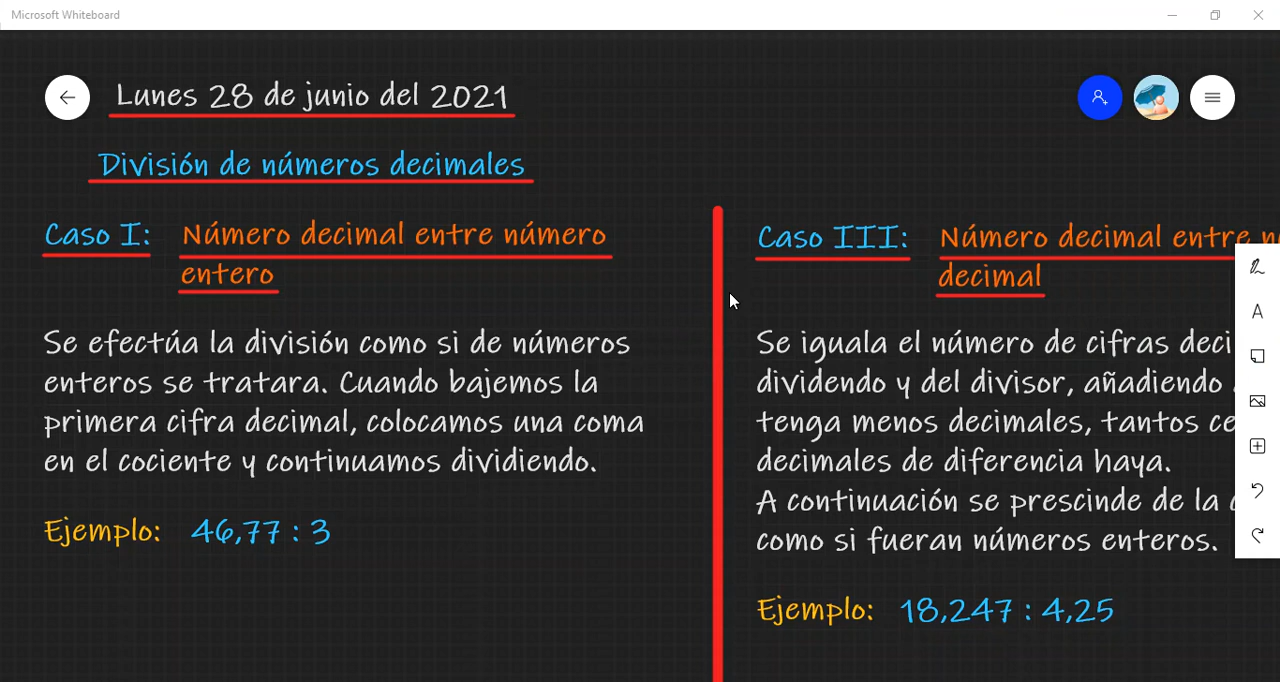 Microsoft Whiteboard
Lunes 28 de junio del 2021
División de números decimales
Caso I: Número decimal entre número
entero
Se efectúa la división como si de números
enteros se tratara. Cuando bajemos la
primera cifra decimal, colocamos una coma
en el cociente y continuamos dividiendo.
Ejemplo: 46,77 : 3
Caso III: Número decimal entre
decimal
Se iguala el número de cifras deci
dividendo y del divisor, añadiendo
tenga menos decimales, tantos ce
decimales de diferencia haya.
A continuación se prescinde de la
como si fueran números enteros.
Ejemplo: 18,247 : 4,25